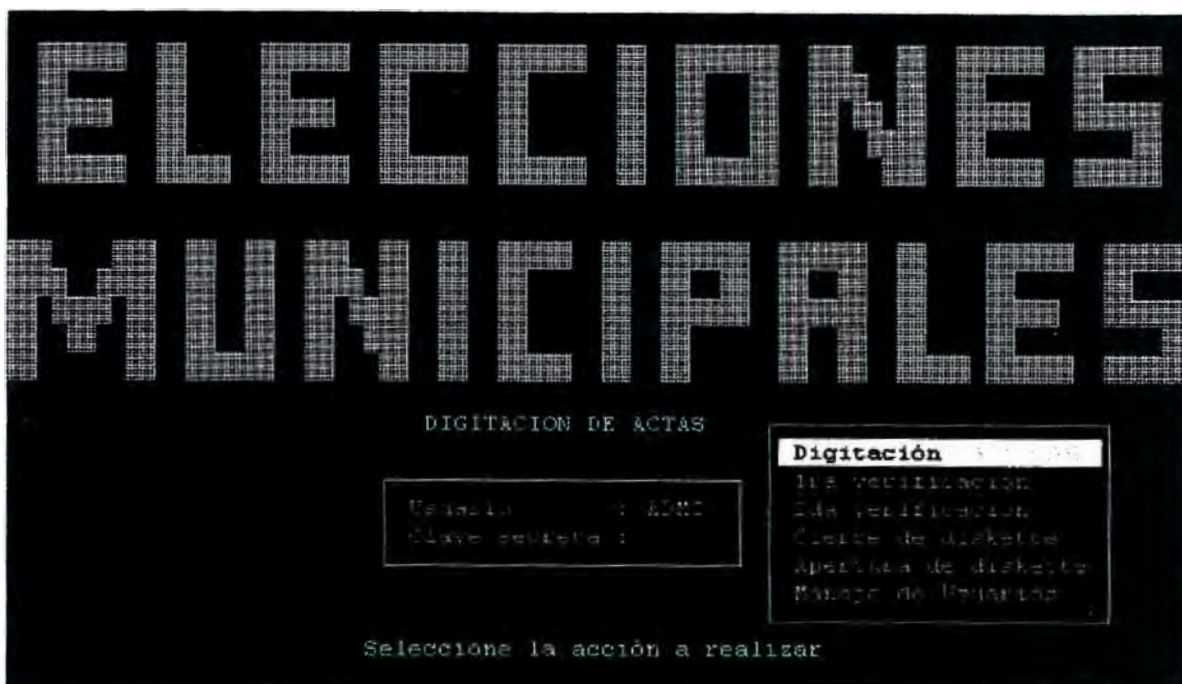 ELECCIONES
MUNICIPALES
DIGITACION DE ACTAS
Usuario : ADMI
Clave secreta :
Digitación
1ra verificación
2da verificación
Cierre de diskette
Apertura de diskette
Manejo de Usuarios
Seleccione la acción a realizar